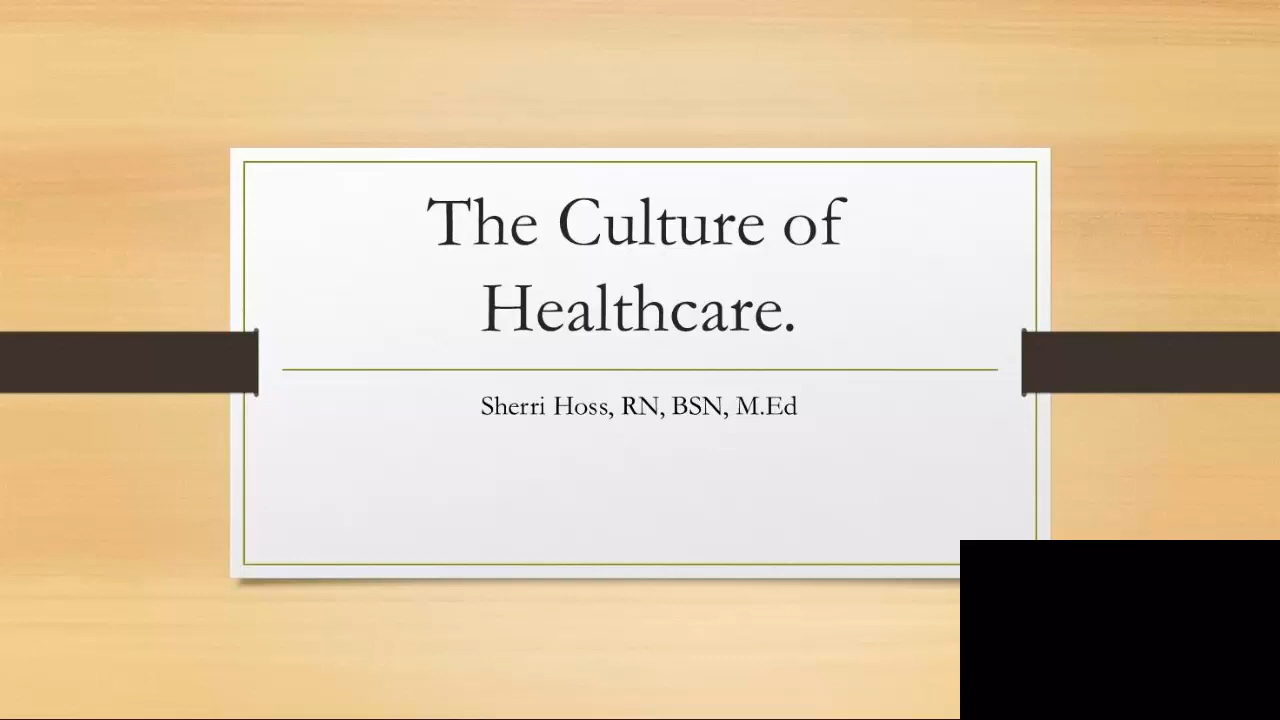 The Culture of
Healthcare.
Sherri Hoss, RN, BSN, M.Ed